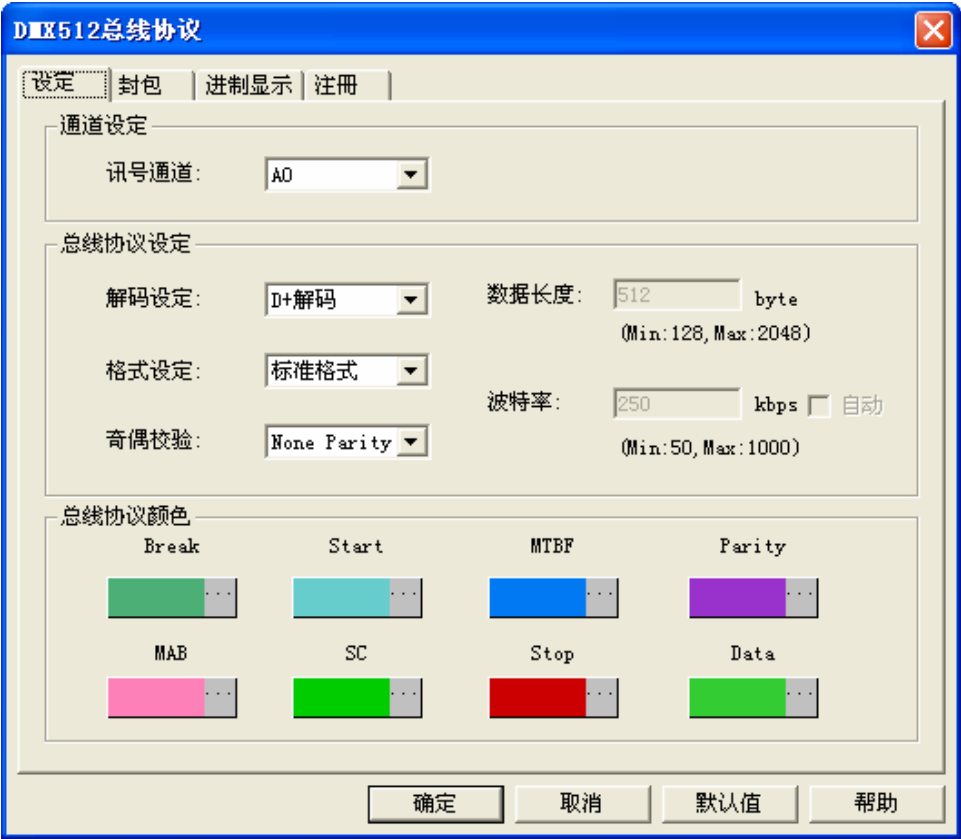 DMX512总线协议
设定 封包 进制显示 注册
通道设定
讯号通道: A0
总线协议设定
解码设定: D+解码 数据长度: 512 byte
(Min:128,Max:2048)
格式设定: 标准格式
波特率: 250 kbps 自动
奇偶校验: None Parity
(Min:50,Max:1000)
总线协议颜色
Break Start MTBF Parity
... ... ... ...
MAB SC Stop Data
... ... ... ...
确定 取消 默认值 帮助